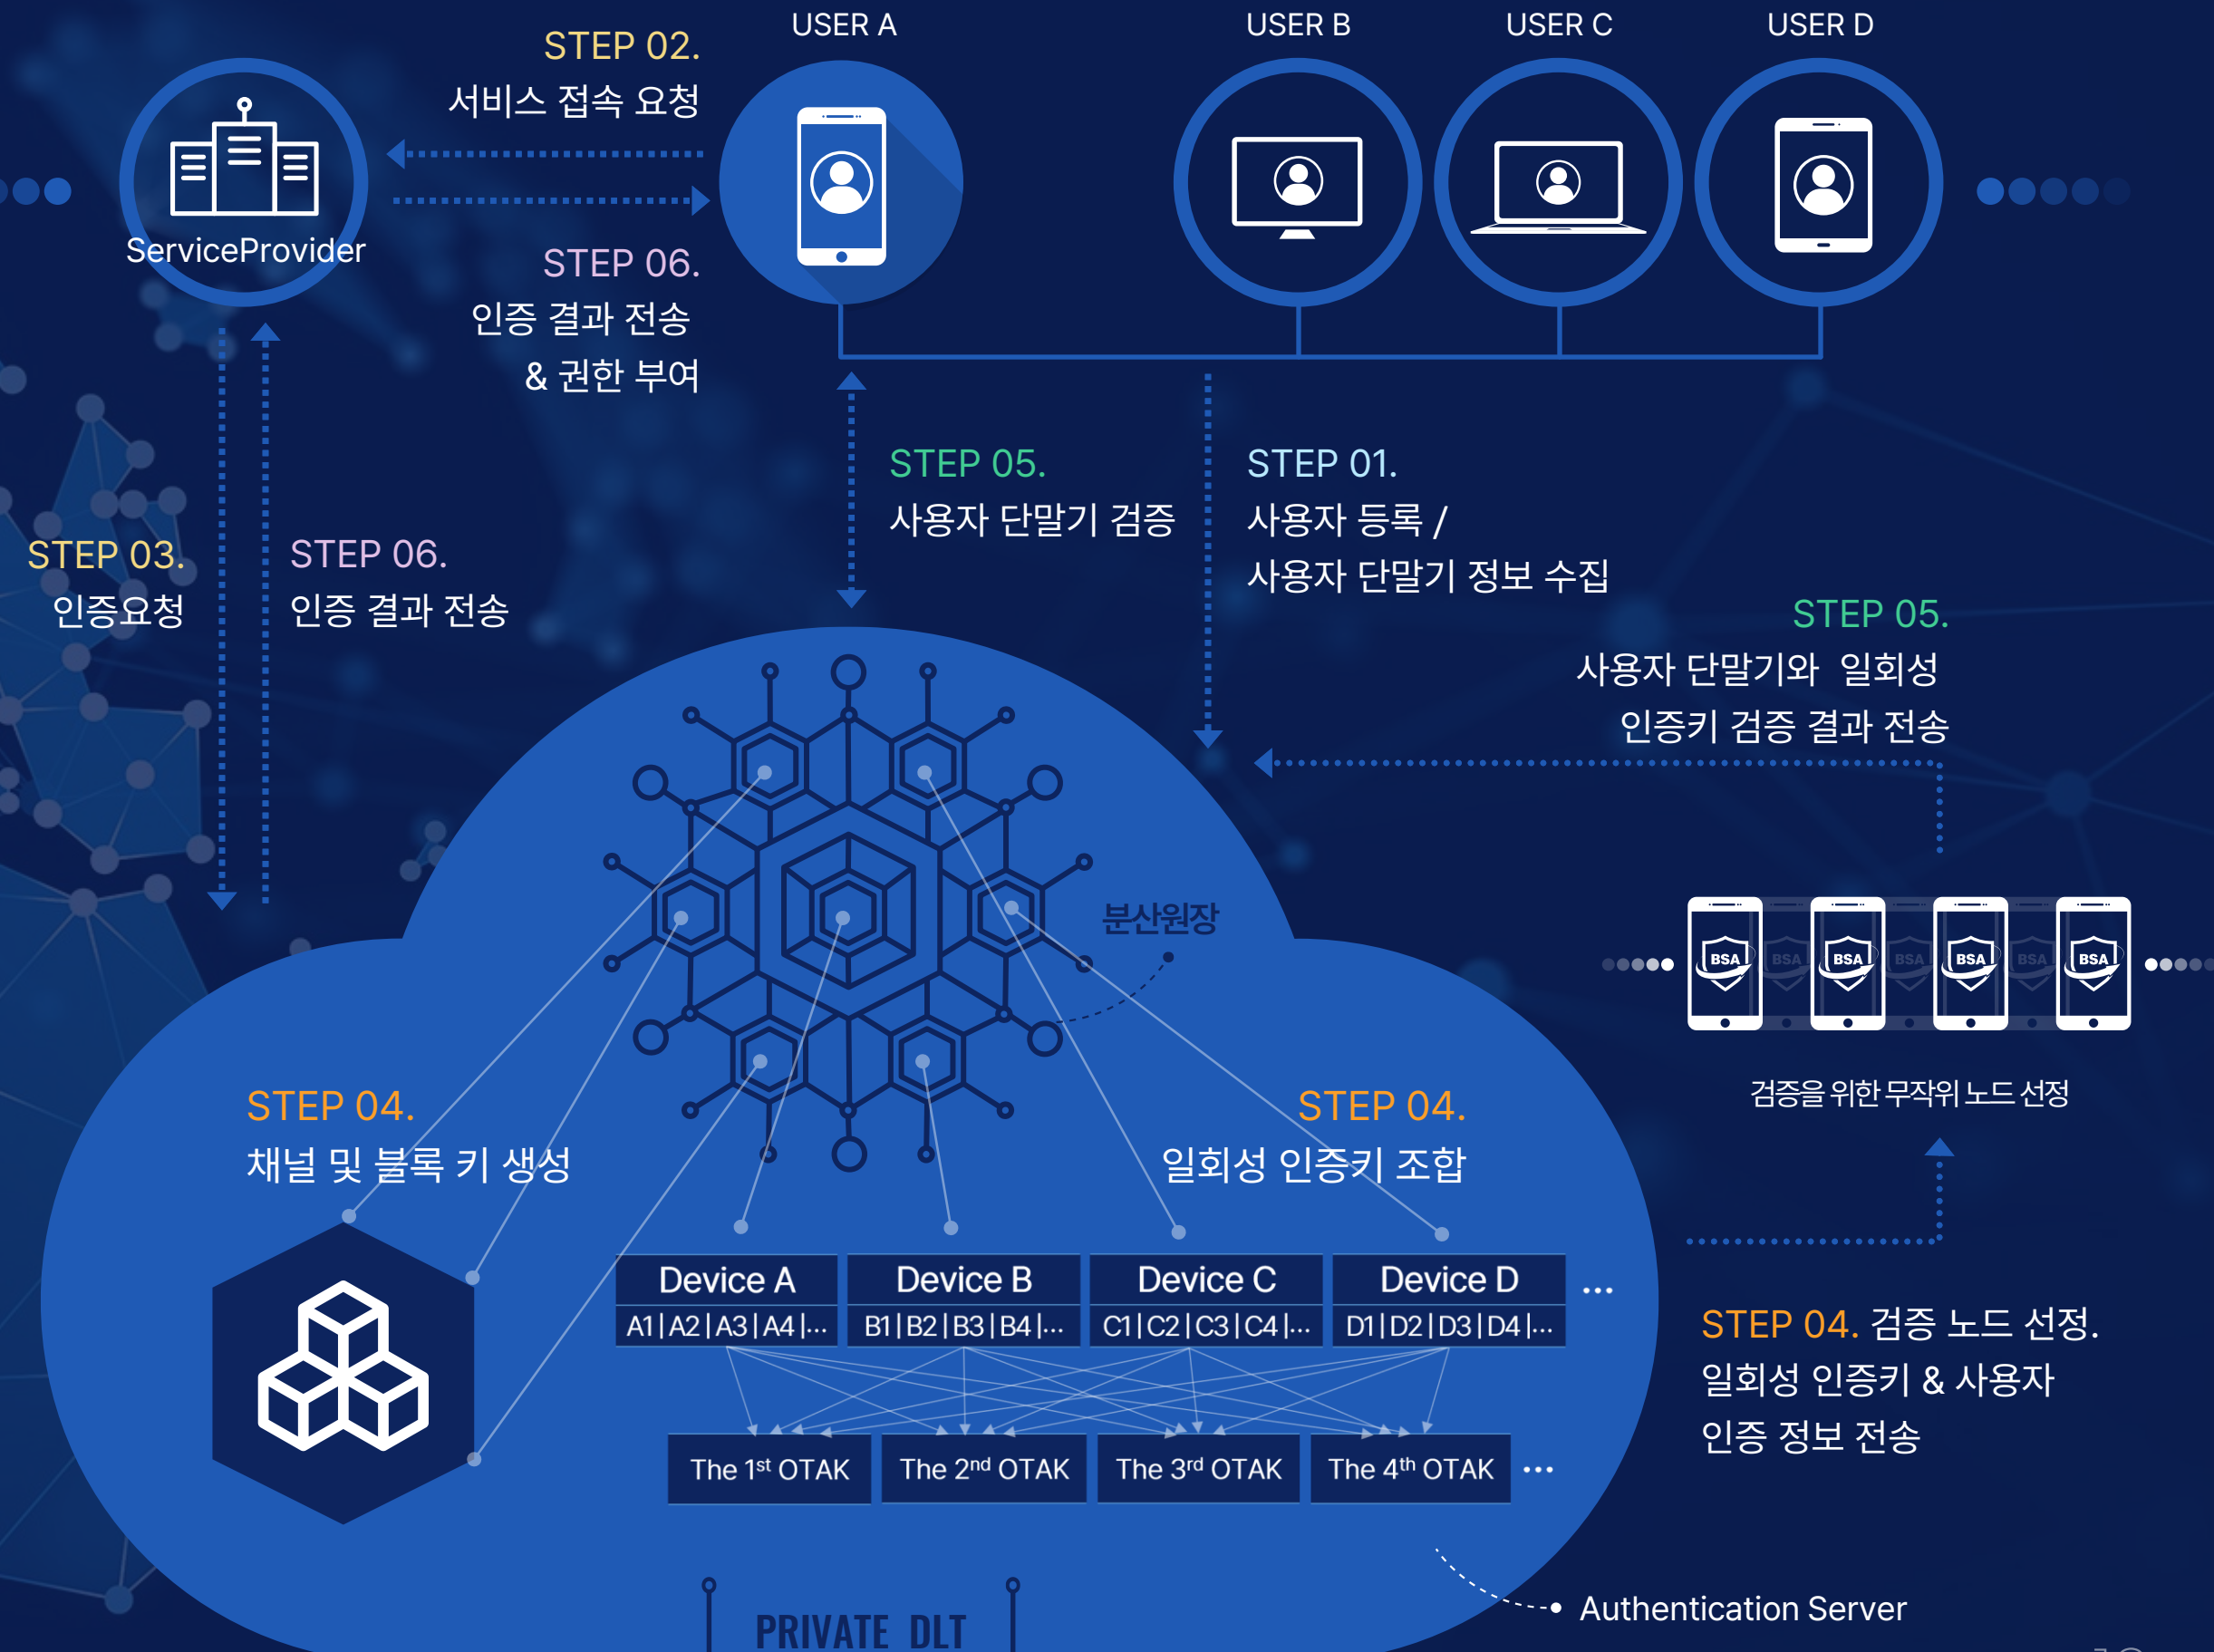 USER A
USER B
USER C
USER D
STEP 02.
서비스 접속 요청
ServiceProvider
STEP 06.
인증 결과 전송
& 권한 부여
STEP 05.
사용자 단말기 검증
STEP 01.
사용자 등록 /
사용자 단말기 정보 수집
STEP 03.
인증요청
STEP 06.
인증 결과 전송
STEP 05.
사용자 단말기와 일회성
인증키 검증 결과 전송
분산원장
BSA BSA BSA BSA BSA BSA BSA
검증을 위한 무작위 노드 선정
STEP 04.
채널 및 블록 키 생성
STEP 04.
일회성 인증키 조합
Device A
Device B
Device C
Device D
...
A1 | A2 | A3 | A4 |...
B1 | B2 | B3 | B4 |...
C1 | C2 | C3 | C4 |...
D1 | D2 | D3 | D4 |...
STEP 04. 검증 노드 선정.
일회성 인증키 & 사용자
인증 정보 전송
The 1st OTAK
The 2nd OTAK
The 3rd OTAK
The 4th OTAK
...
Authentication Server
PRIVATE DLT